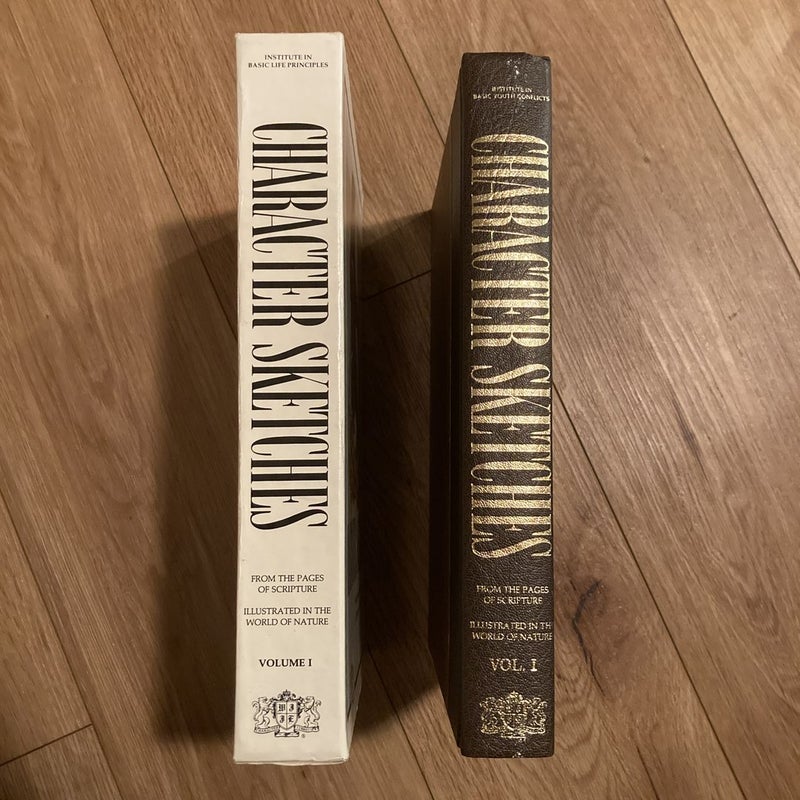 INSTITUTE IN
BASIC LIFE PRINCIPLES
CHARACTER SKETCHES
FROM THE PAGES
OF SCRIPTURE
ILLUSTRATED IN THE
WORLD OF NATURE
VOLUME I
INSTITUTE IN
BASIC YOUTH CONFLICTS
CHARACTER SKETCHES
FROM THE PAGES
OF SCRIPTURE
ILLUSTRATED IN THE
WORLD OF NATURE
VOL. I